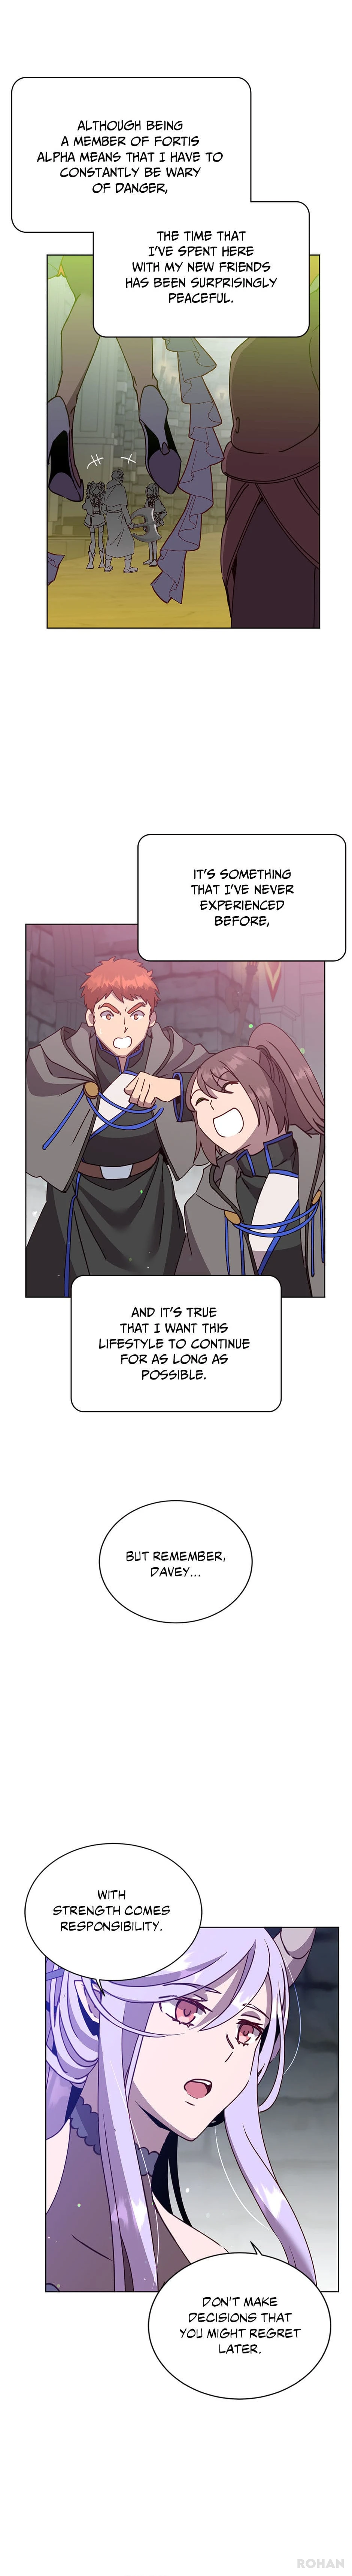 ALTHOUGH BEING
A MEMBER OF FORTIS
ALPHA MEANS THAT I HAVE TO
CONSTANTLY BE WARY
OF DANGER,
THE TIME THAT
I'VE SPENT HERE
WITH MY NEW FRIENDS
HAS BEEN SURPRISINGLY
PEACEFUL.
IT'S SOMETHING
THAT I'VE NEVER
EXPERIENCED
BEFORE,
AND IT'S TRUE
THAT I WANT THIS
LIFESTYLE TO CONTINUE
FOR AS LONG AS
POSSIBLE.
BUT REMEMBER,
DAVEY...
WITH
STRENGTH COMES
RESPONSIBILITY.
DON'T MAKE
DECISIONS THAT
YOU MIGHT REGRET
LATER.
ROHAN